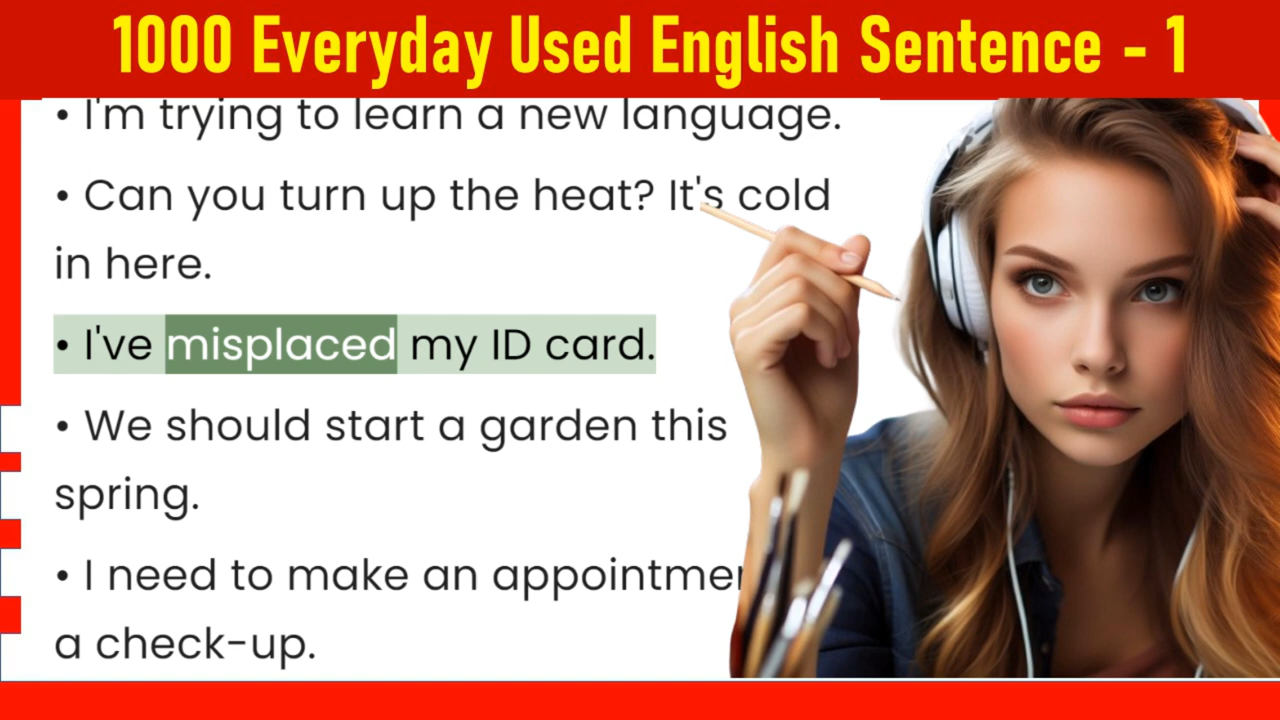 1000 Everyday Used English Sentence - 1
• I'm trying to learn a new language.
• Can you turn up the heat? It's cold
in here.
• I've misplaced my ID card.
• We should start a garden this
spring.
• I need to make an
a check-up.